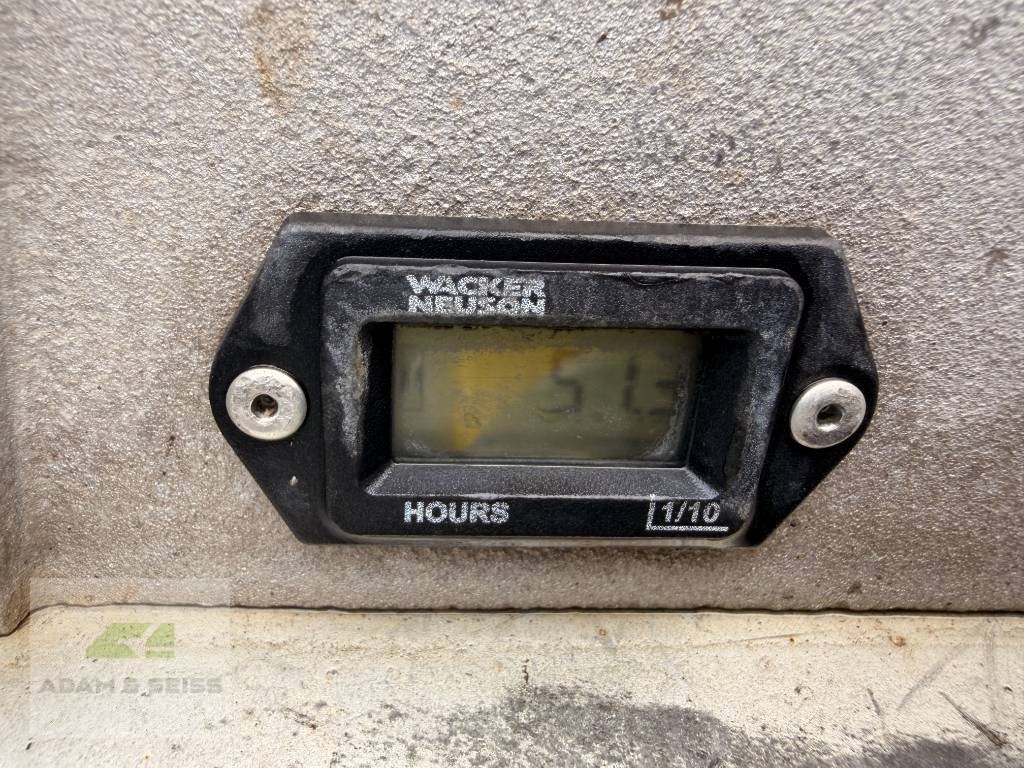 WACKER
NEUSON
HOURS
1/10
ADAM & SEISS